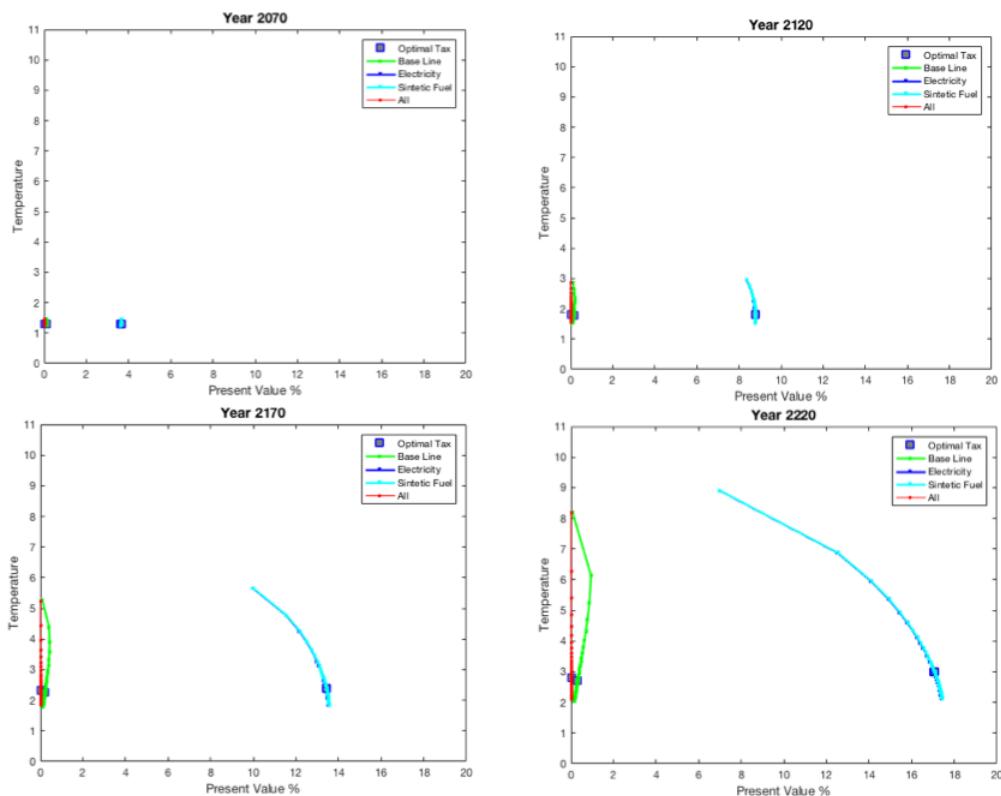 Year 2070
11
10
9
8
7
6
5
4
3
2
1
0
Temperature
0 2 4 6 8 10 12 14 16 18 20
Present Value %
Optimal Tax
Base Line
Electricity
Sintetic Fuel
All
Year 2120
11
10
9
8
7
6
5
4
3
2
1
0
Temperature
0 2 4 6 8 10 12 14 16 18 20
Present Value %
Optimal Tax
Base Line
Electricity
Sintetic Fuel
All
Year 2170
11
10
9
8
7
6
5
4
3
2
1
0
Temperature
0 2 4 6 8 10 12 14 16 18 20
Present Value %
Optimal Tax
Base Line
Electricity
Sintetic Fuel
All
Year 2220
11
10
9
8
7
6
5
4
3
2
1
0
Temperature
0 2 4 6 8 10 12 14 16 18 20
Present Value %
Optimal Tax
Base Line
Electricity
Sintetic Fuel
All